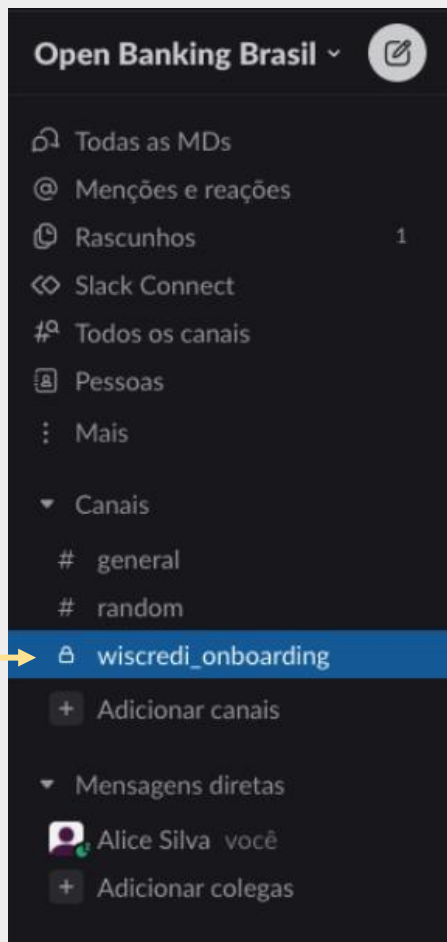 Open Banking Brasil
Todas as MDs
@ Menções e reações
Rascunhos 1
Slack Connect
Todos os canais
Pessoas
Mais
Canais
# general
# random
wiscredi_onboarding
+ Adicionar canais
Mensagens diretas
Alice Silva você
+ Adicionar colegas